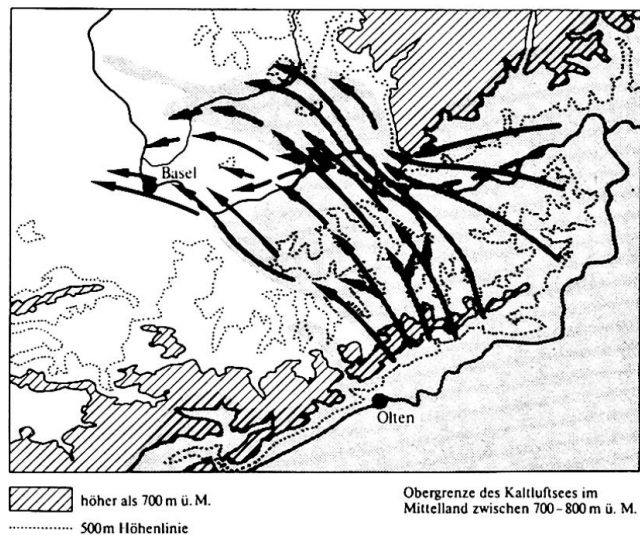 Basel
Olten
höher als 700 m ü. M.
500m Höhenlinie
Obergrenze des Kaltluftsees im
Mittelland zwischen 700–800 m ü. M.